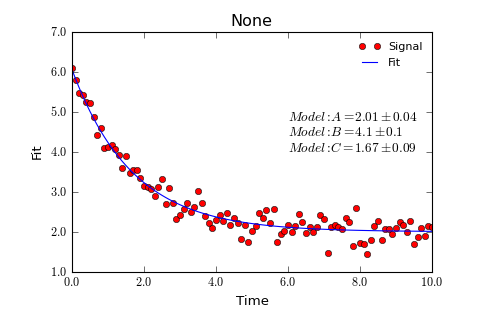 None
7.0
6.0
5.0
4.0
3.0
2.0
1.0
Fit
Signal
Fit
Model:A=2.01±0.04
Model:B=4.1±0.1
Model:C=1.67±0.09
0.0 2.0 4.0 6.0 8.0 10.0
Time